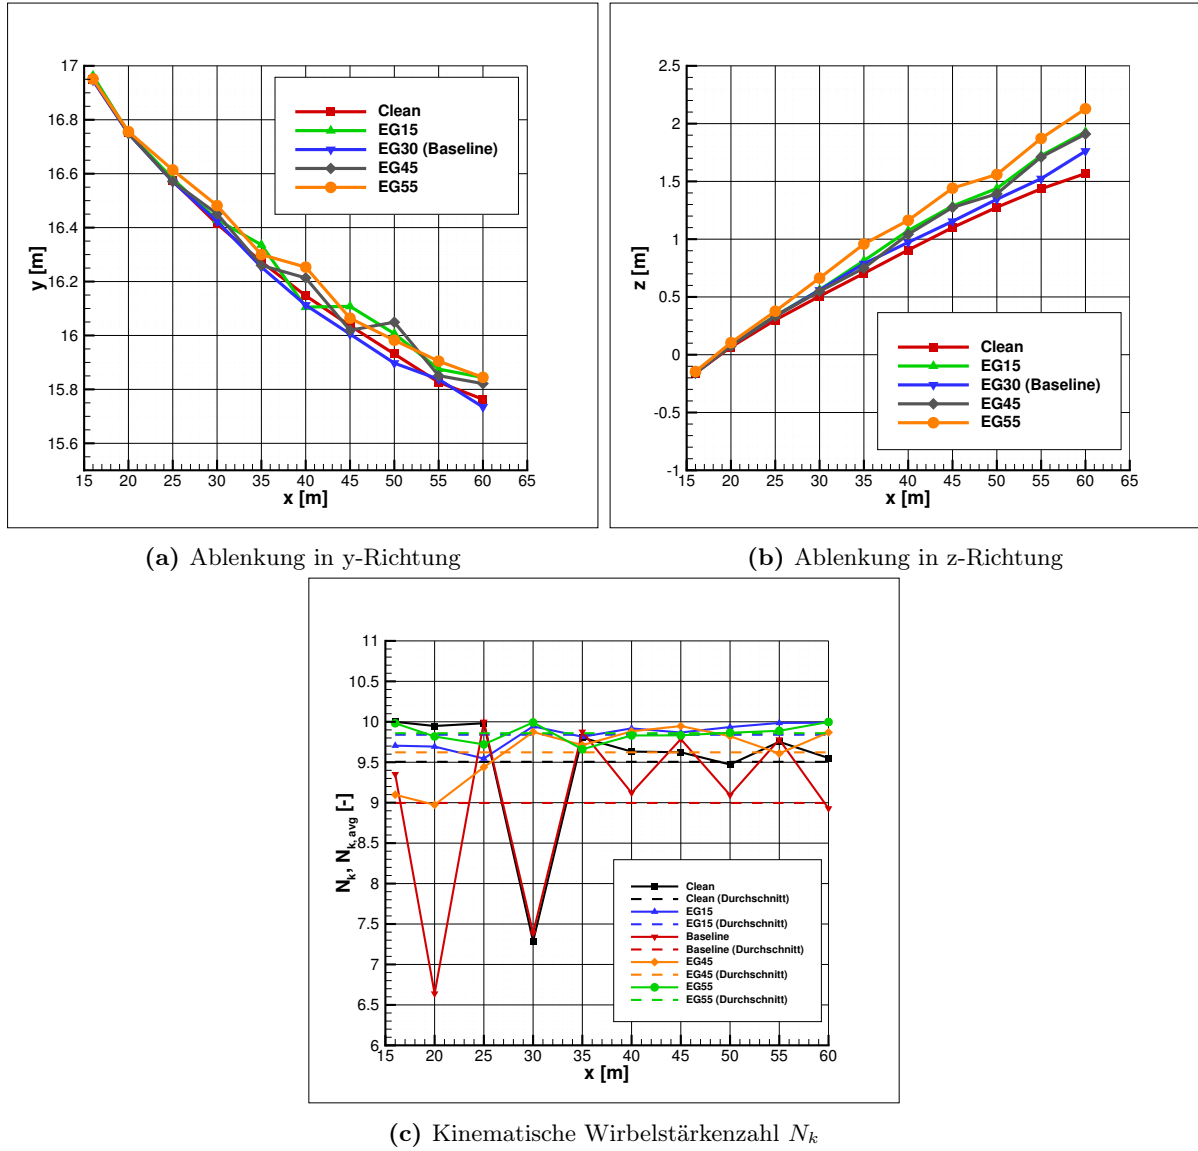 17
16.8
16.6
16.4
16.2
16
15.8
15.6
y [m]
15 20 25 30 35 40 45 50 55 60 65
x [m]
Clean
EG15
EG30 (Baseline)
EG45
EG55
(a) Ablenkung in y-Richtung
2.5
2
1.5
1
0.5
0
-0.5
-1
z [m]
15 20 25 30 35 40 45 50 55 60 65
x [m]
Clean
EG15
EG30 (Baseline)
EG45
EG55
(b) Ablenkung in z-Richtung
11
10.5
10
9.5
9
8.5
8
7.5
7
6.5
6
N_k, N_k,avg [-]
15 20 25 30 35 40 45 50 55 60
x [m]
Clean
Clean (Durchschnitt)
EG15
EG15 (Durchschnitt)
Baseline
Baseline (Durchschnitt)
EG45
EG45 (Durchschnitt)
EG55
EG55 (Durchschnitt)
(c) Kinematische Wirbelstärkenzahl N_k